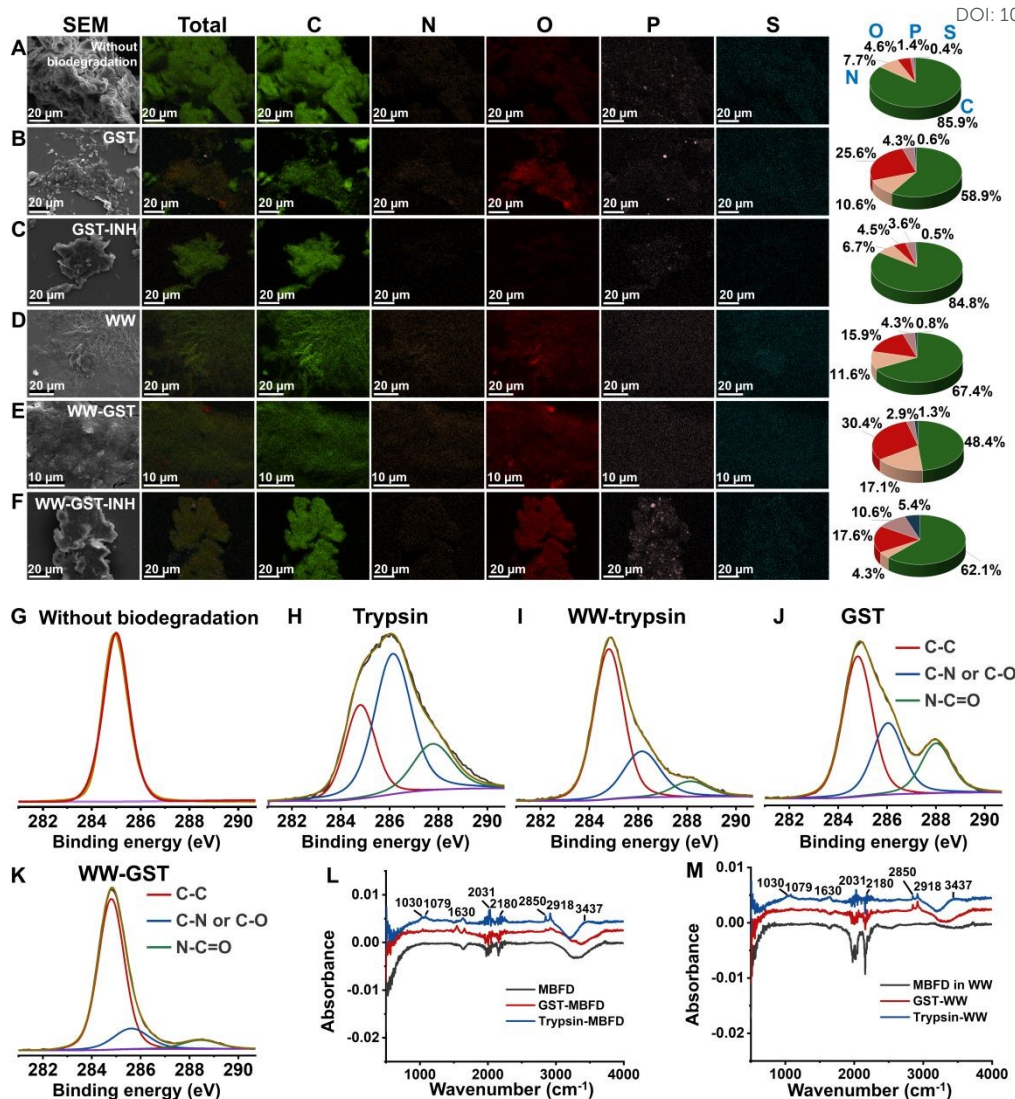 DOI: 10
SEM Total C N O P S
A Without
biodegradation
20 µm 20 µm 20 µm 20 µm 20 µm 20 µm 20 µm
O P S
4.6% 1.4% 0.4%
7.7%
N
C
85.9%
B GST
20 µm 20 µm 20 µm 20 µm 20 µm 20 µm 20 µm
4.3% 0.6%
25.6%
10.6% 58.9%
C GST-INH
20 µm 20 µm 20 µm 20 µm 20 µm 20 µm 20 µm
4.5% 3.6% 0.5%
6.7%
84.8%
D WW
20 µm 20 µm 20 µm 20 µm 20 µm 20 µm 20 µm
4.3% 0.8%
15.9%
11.6% 67.4%
E WW-GST
10 µm 10 µm 10 µm 10 µm 10 µm 10 µm 10 µm
2.9% 1.3%
30.4% 48.4%
17.1%
F WW-GST-INH
20 µm 20 µm 20 µm 20 µm 20 µm 20 µm 20 µm
5.4%
10.6%
17.6%
4.3% 62.1%
G Without biodegradation
282 284 286 288 290
Binding energy (eV)
H Trypsin
282 284 286 288 290
Binding energy (eV)
I WW-trypsin
282 284 286 288 290
Binding energy (eV)
J GST
C-C
C-N or C-O
N-C=O
282 284 286 288 290
Binding energy (eV)
K WW-GST
C-C
C-N or C-O
N-C=O
282 284 286 288 290
Binding energy (eV)
L
Absorbance
0.01
0.00
-0.01
-0.02
1030 1079 1630 2031 2180 2850 2918 3437
MBFD
GST-MBFD
Trypsin-MBFD
1000 2000 3000 4000
Wavenumber (cm-1)
M
Absorbance
0.01
0.00
-0.01
-0.02
1030 1079 1630 2031 2180 2850 2918 3437
MBFD in WW
GST-WW
Trypsin-WW
1000 2000 3000 4000
Wavenumber (cm-1)